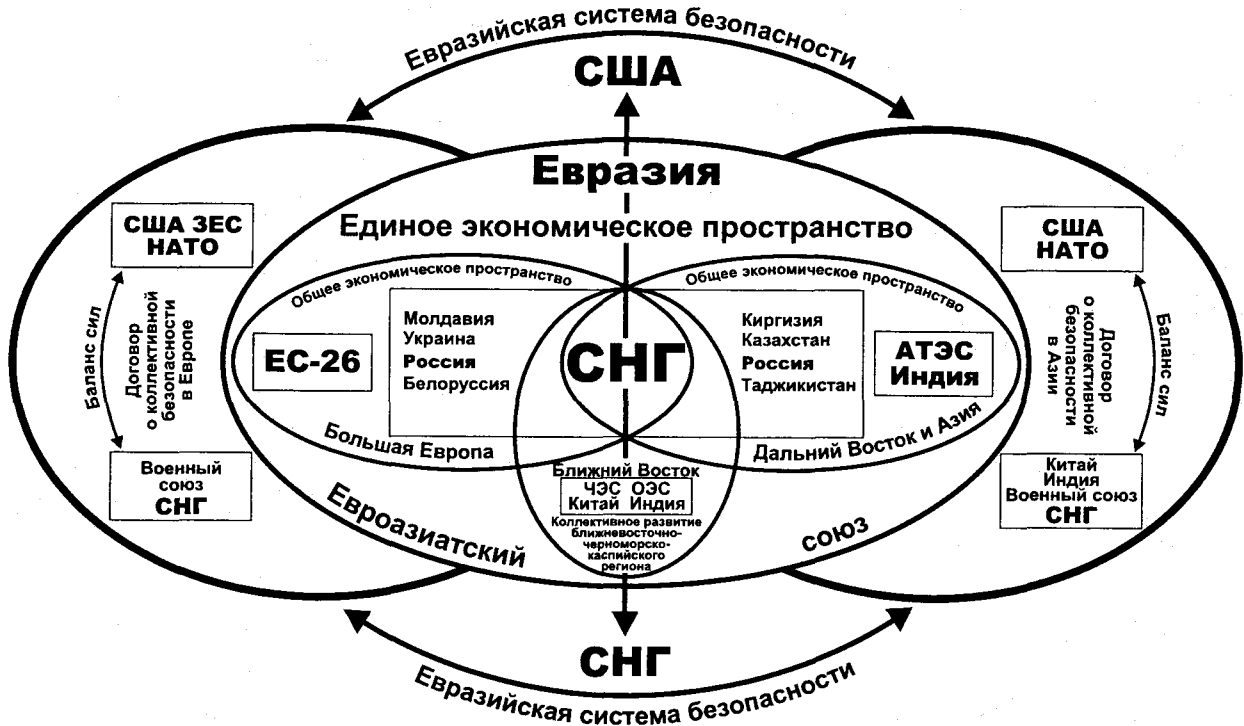 Евразийская система безопасности
США
Евразия
Единое экономическое пространство
США ЗЕС
НАТО
Баланс сил
Договор
о коллективной
безопасности
в Европе
Военный
союз
СНГ
Общее экономическое пространство
ЕС-26
Молдавия
Украина
Россия
Белоруссия
Большая Европа
СНГ
Общее экономическое пространство
Киргизия
Казахстан
Россия
Таджикистан
АТЭС
Индия
Дальний Восток и Азия
Ближний Восток
ЧЭС ОЭС
Китай Индия
Коллективное развитие
ближневосточно-
черноморско-
каспийского
региона
Евроазиатский союз
США
НАТО
Договор
о коллективной
безопасности
в Азии
Баланс сил
Китай
Индия
Военный союз
СНГ
СНГ
Евразийская система безопасности